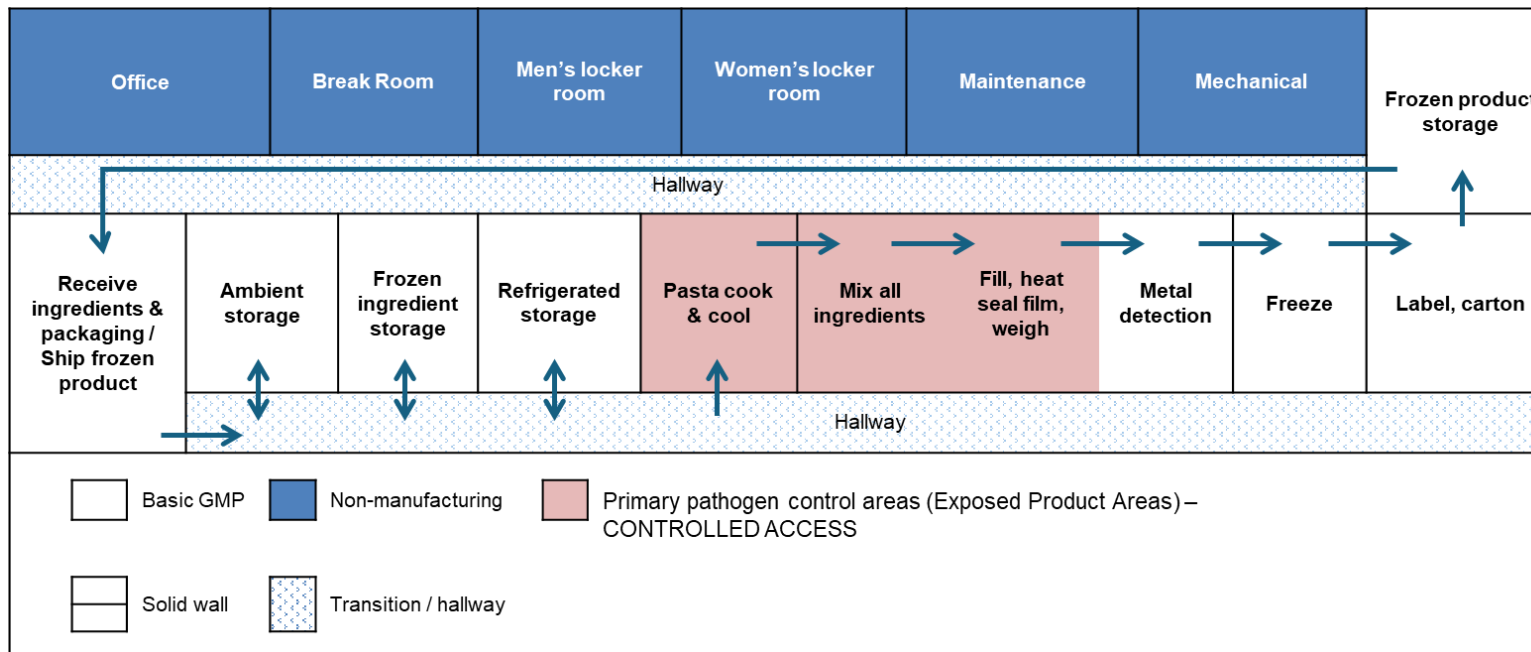 Office
Break Room
Men's locker
room
Women's locker
room
Maintenance
Mechanical
Frozen product
storage
Hallway
Receive
ingredients &
packaging /
Ship frozen
product
Ambient
storage
Frozen
ingredient
storage
Refrigerated
storage
Pasta cook
& cool
Mix all
ingredients
Fill, heat
seal film,
weigh
Metal
detection
Freeze
Label, carton
Hallway
Basic GMP
Non-manufacturing
Primary pathogen control areas (Exposed Product Areas) –
CONTROLLED ACCESS
Solid wall
Transition / hallway